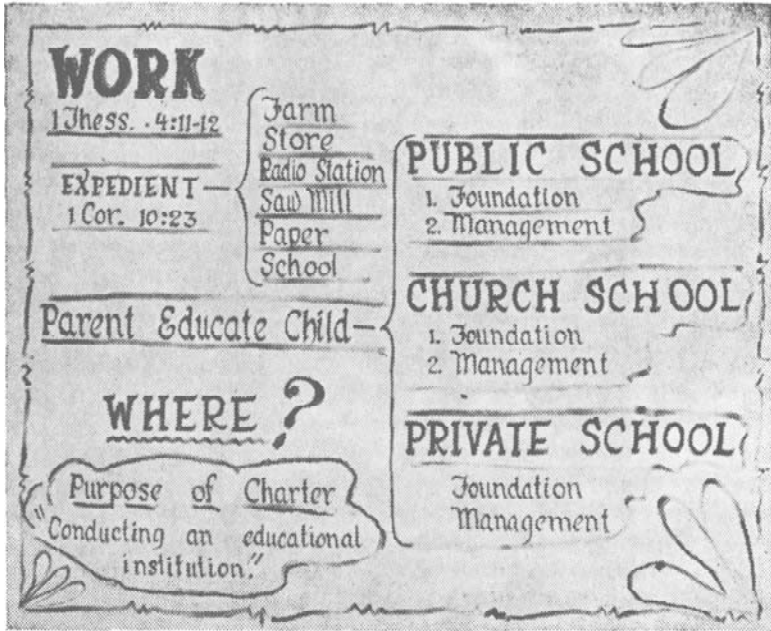 WORK
1 Thess. . 4:11-12
EXPEDIENT —
1 Cor. 10:23
Farm
Store
Radio Station
Saw Mill
Paper
School
Parent Educate Child —
PUBLIC SCHOOL
1. Foundation
2. Management
CHURCH SCHOOL
1. Foundation
2. Management
PRIVATE SCHOOL
Foundation
Management
WHERE ?
Purpose of Charter
"Conducting an educational
institution."